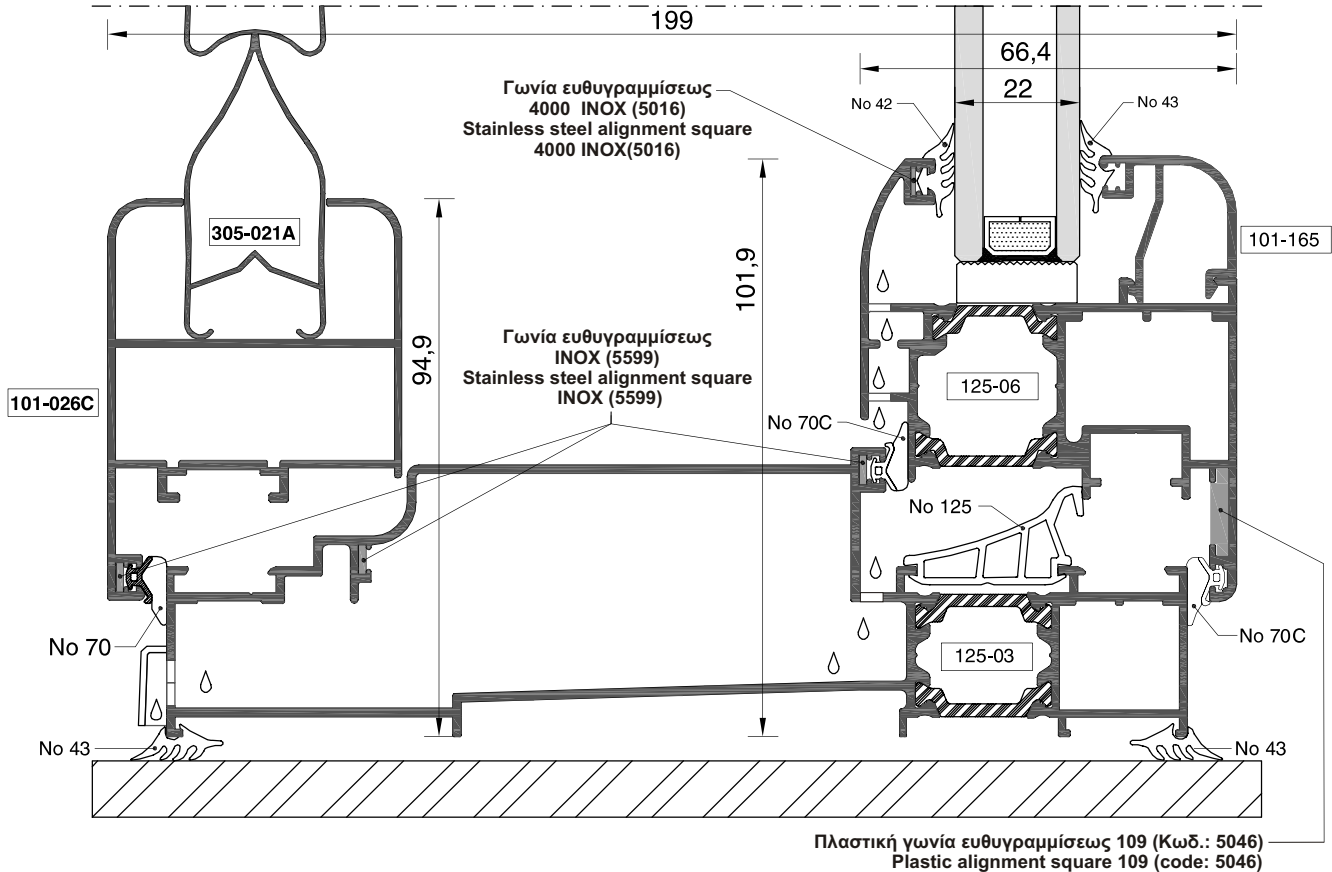 199
66,4
22
Γωνία ευθυγραμμίσεως
4000 INOX (5016)
Stainless steel alignment square
4000 INOX(5016)
No 42
No 43
305-021A
94,9
101,9
101-165
Γωνία ευθυγραμμίσεως
INOX (5599)
Stainless steel alignment square
INOX (5599)
101-026C
125-06
No 70C
No 125
No 70
125-03
No 70C
No 43
No 43
Πλαστική γωνία ευθυγραμμίσεως 109 (Κωδ.: 5046)
Plastic alignment square 109 (code: 5046)